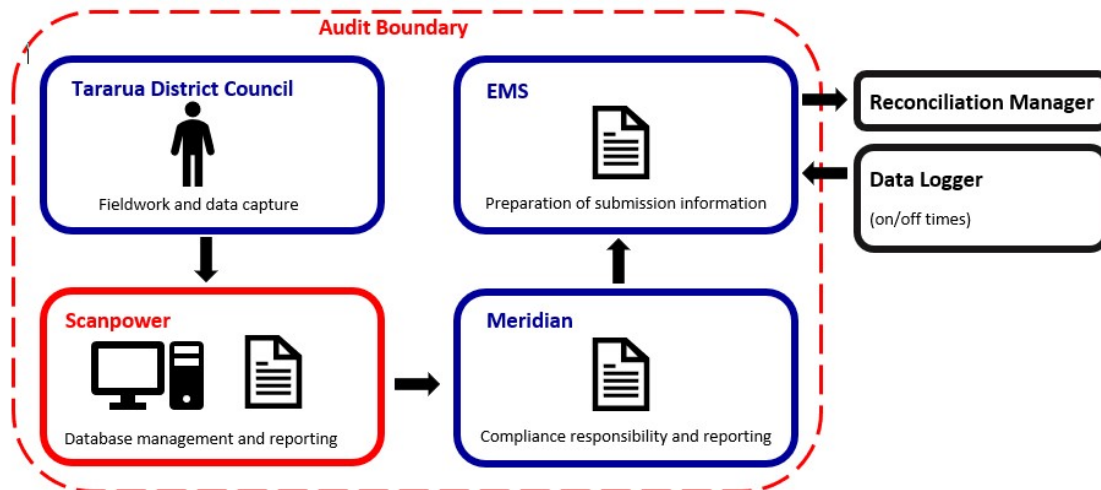 Audit Boundary
Tararua District Council
Fieldwork and data capture
EMS
Preparation of submission information
Reconciliation Manager
Data Logger
(on/off times)
Scanpower
Database management and reporting
Meridian
Compliance responsibility and reporting